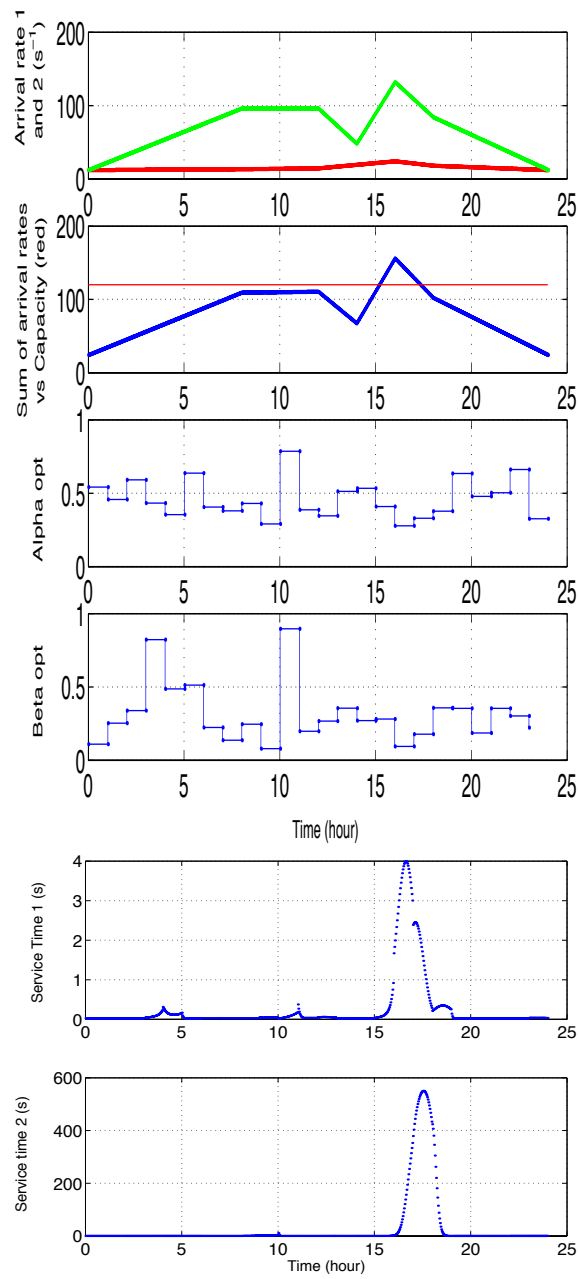 Arrival rate 1
and 2 (s⁻¹)
200
100
0
0 5 10 15 20 25
Sum of arrival rates
vs Capacity (red)
200
100
0
0 5 10 15 20 25
Alpha opt
1
0.5
0
0 5 10 15 20 25
Beta opt
1
0.5
0
0 5 10 15 20 25
Time (hour)
Service Time 1 (s)
4
3
2
1
0
0 5 10 15 20 25
Service time 2 (s)
600
400
200
0
0 5 10 15 20 25
Time (hour)